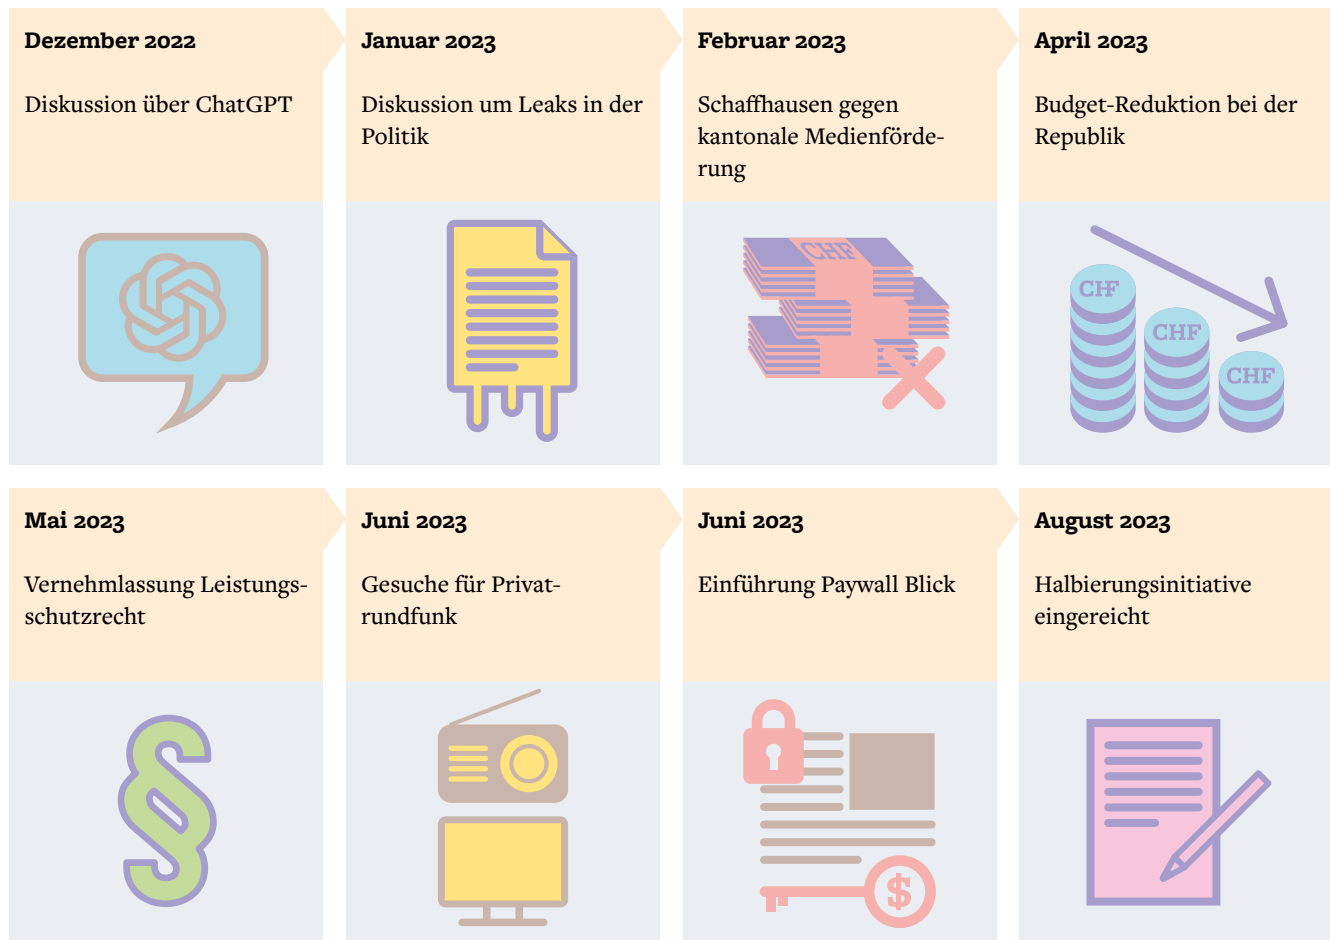 Dezember 2022
Diskussion über ChatGPT
Januar 2023
Diskussion um Leaks in der
Politik
Februar 2023
Schaffhausen gegen
kantonale Medienförde-
rung
April 2023
Budget-Reduktion bei der
Republik
CHF
CHF
CHF
CHF
Mai 2023
Vernehmlassung Leistungs-
schutzrecht
§
Juni 2023
Gesuche für Privat-
rundfunk
Juni 2023
Einführung Paywall Blick
$
August 2023
Halbierungsinitiative
eingereicht